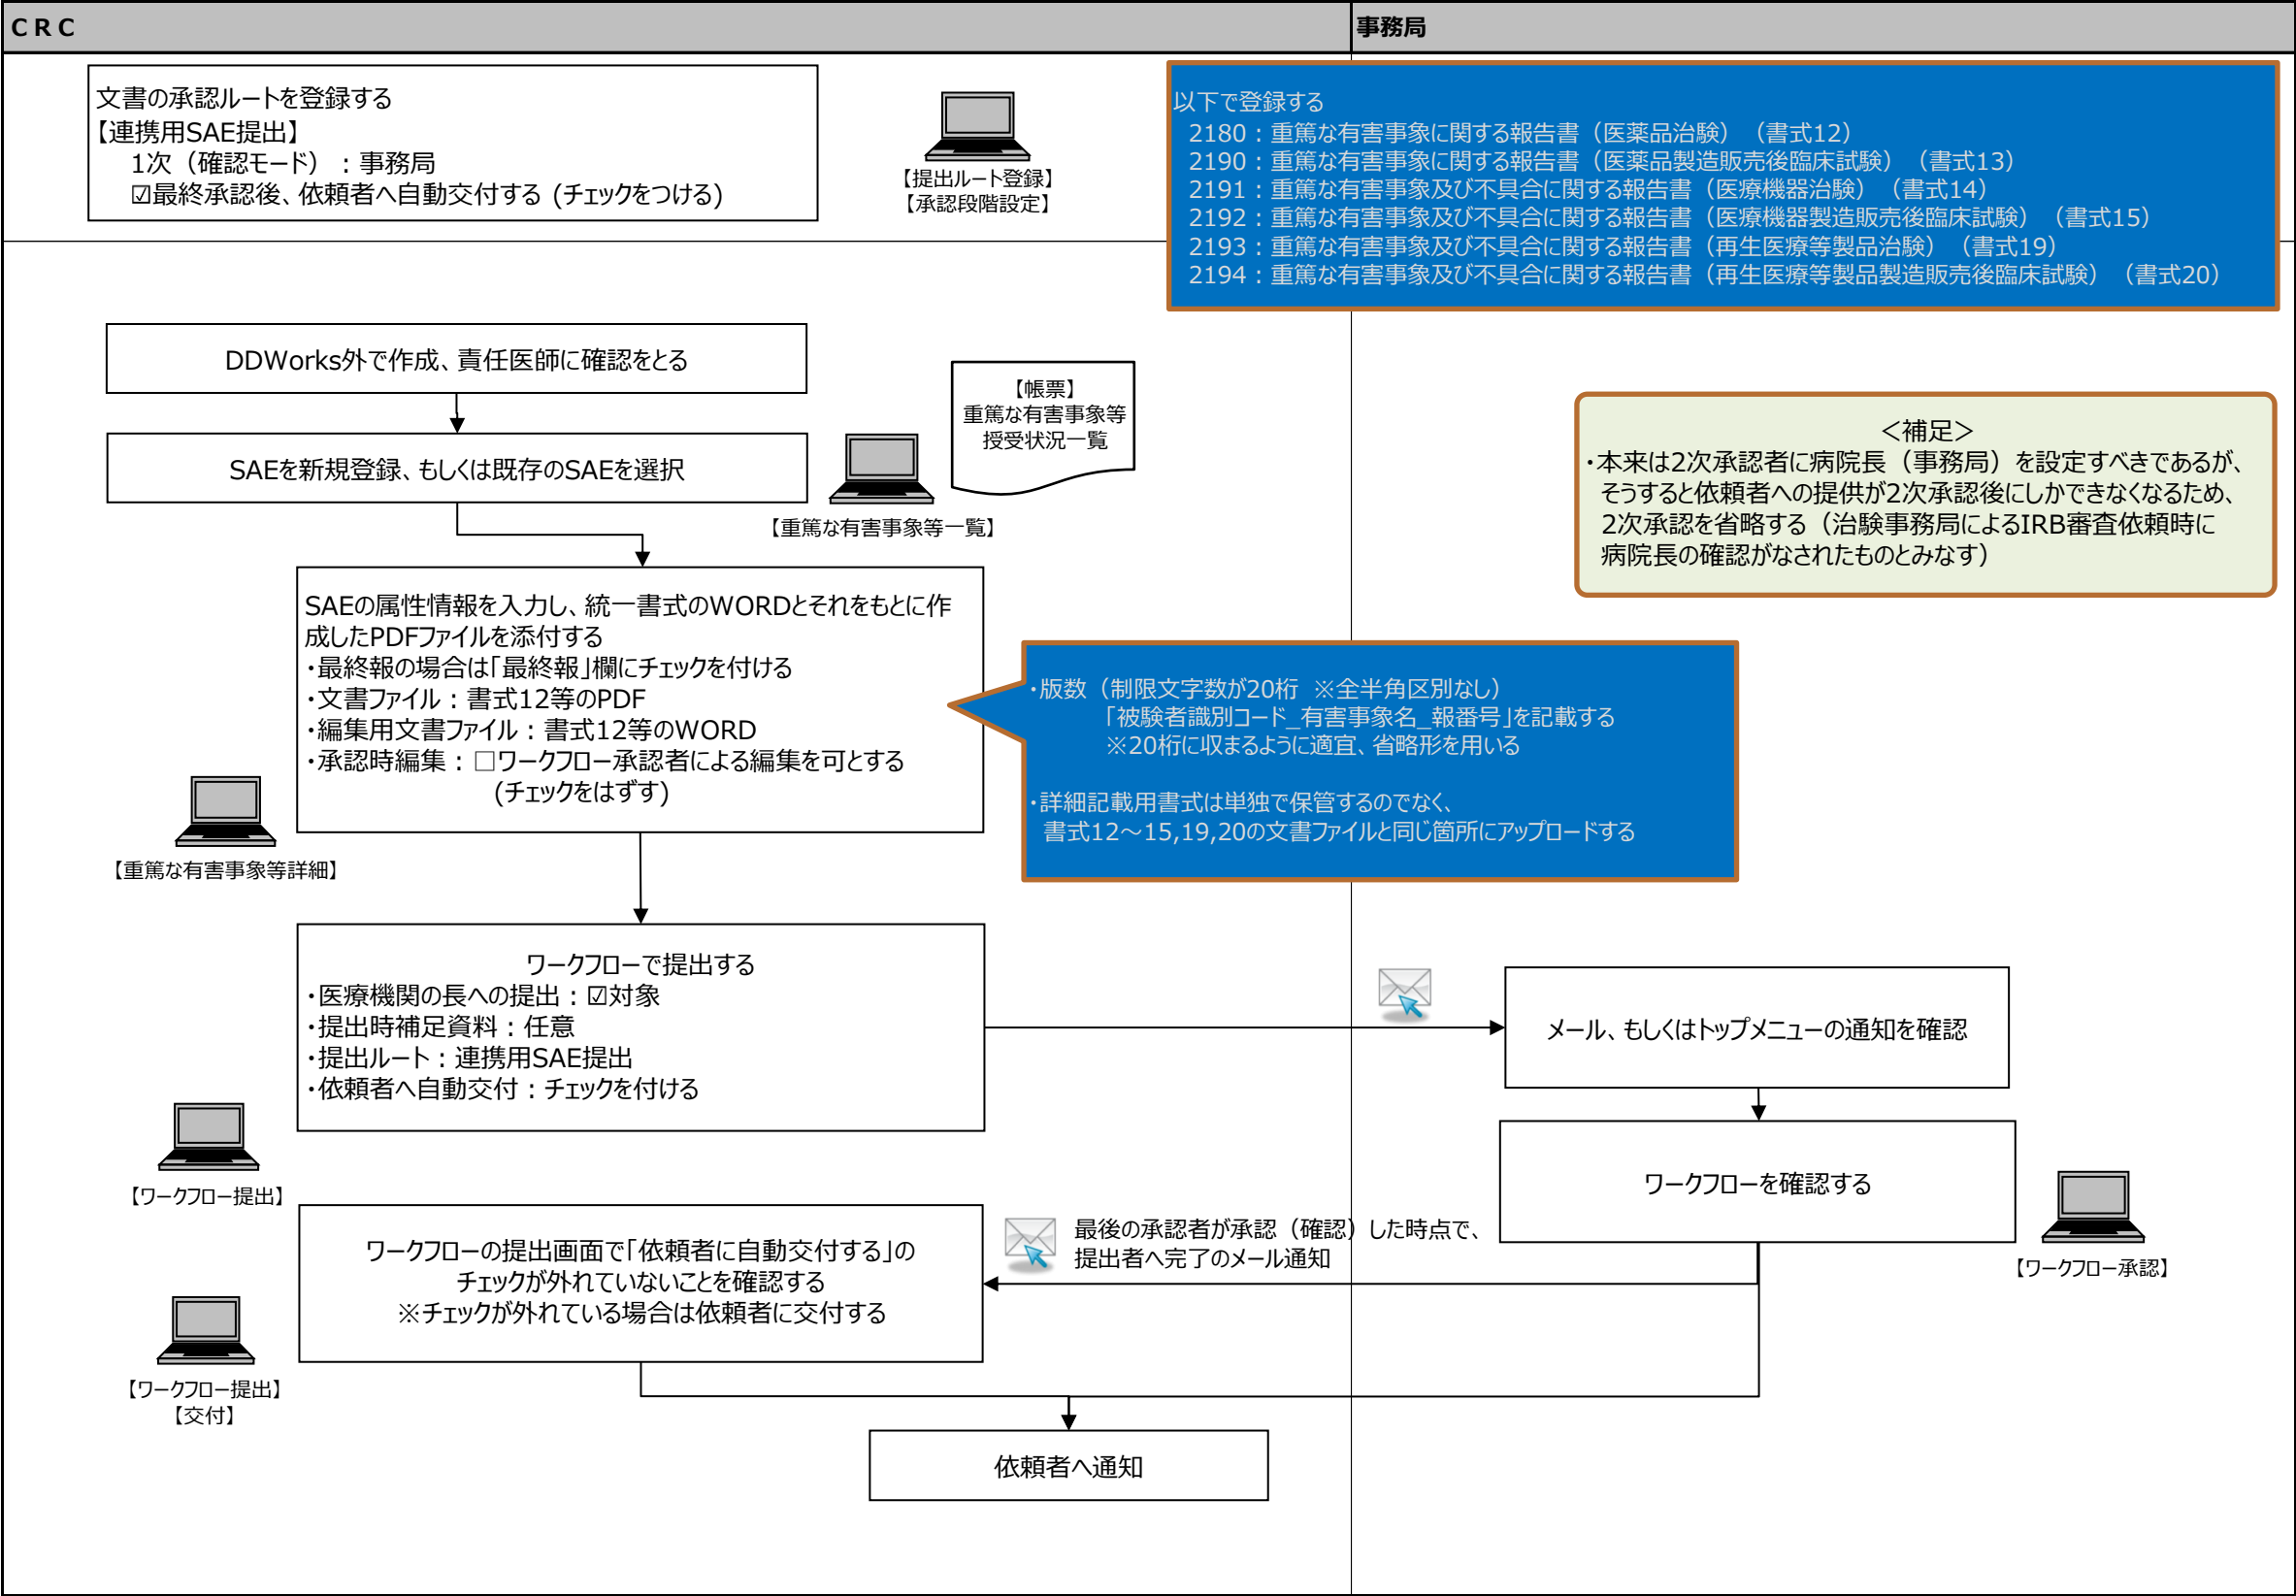 ＣＲＣ
事務局
文書の承認ルートを登録する
【連携用SAE提出】
1次（確認モード）：事務局
☑最終承認後、依頼者へ自動交付する (チェックをつける)
【提出ルート登録】
【承認段階設定】
以下で登録する
2180：重篤な有害事象に関する報告書（医薬品治験）（書式12）
2190：重篤な有害事象に関する報告書（医薬品製造販売後臨床試験）（書式13）
2191：重篤な有害事象及び不具合に関する報告書（医療機器治験）（書式14）
2192：重篤な有害事象及び不具合に関する報告書（医療機器製造販売後臨床試験）（書式15）
2193：重篤な有害事象及び不具合に関する報告書（再生医療等製品治験）（書式19）
2194：重篤な有害事象及び不具合に関する報告書（再生医療等製品製造販売後臨床試験）（書式20）
DDWorks外で作成、責任医師に確認をとる
SAEを新規登録、もしくは既存のSAEを選択
【重篤な有害事象等一覧】
【帳票】
重篤な有害事象等
授受状況一覧
＜補足＞
・本来は2次承認者に病院長（事務局）を設定すべきであるが、
そうすると依頼者への提供が2次承認後にしかできなくなるため、
2次承認を省略する（治験事務局によるIRB審査依頼時に
病院長の確認がなされたものとみなす）
SAEの属性情報を入力し、統一書式のWORDとそれをもとに作
成したPDFファイルを添付する
・最終報の場合は「最終報」欄にチェックを付ける
・文書ファイル：書式12等のPDF
・編集用文書ファイル：書式12等のWORD
・承認時編集：□ワークフロー承認者による編集を可とする
(チェックをはずす)
【重篤な有害事象等詳細】
・版数（制限文字数が20桁　※全半角区別なし）
「被験者識別コード_有害事象名_報番号」を記載する
※20桁に収まるように適宜、省略形を用いる
・詳細記載用書式は単独で保管するのでなく、
書式12～15,19,20の文書ファイルと同じ箇所にアップロードする
ワークフローで提出する
・医療機関の長への提出：☑対象
・提出時補足資料：任意
・提出ルート：連携用SAE提出
・依頼者へ自動交付：チェックを付ける
【ワークフロー提出】
メール、もしくはトップメニューの通知を確認
ワークフローを確認する
【ワークフロー承認】
最後の承認者が承認（確認）した時点で、
提出者へ完了のメール通知
ワークフローの提出画面で「依頼者に自動交付する」の
チェックが外れていないことを確認する
※チェックが外れている場合は依頼者に交付する
【ワークフロー提出】
【交付】
依頼者へ通知